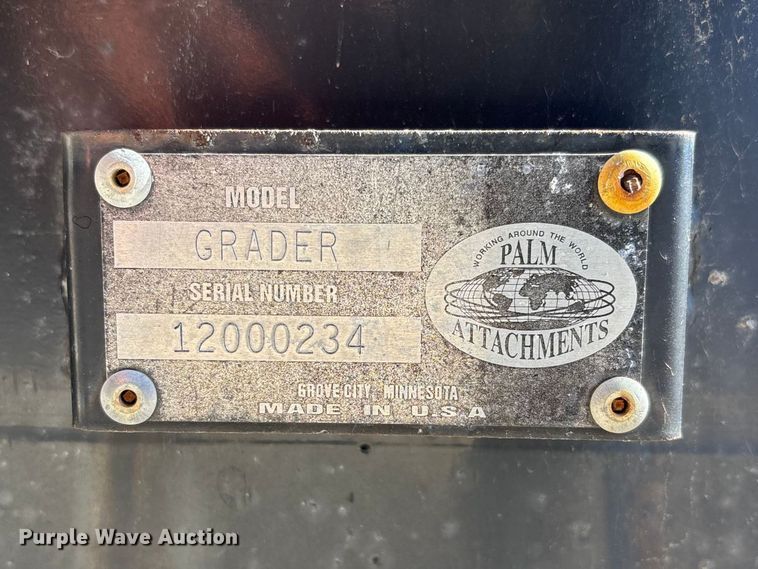 MODEL
GRADER
SERIAL NUMBER
12000234
WORKING AROUND THE WORLD
PALM
ATTACHMENTS
GROVE CITY, MINNESOTA
MADE IN U.S.A
Purple Wave Auction